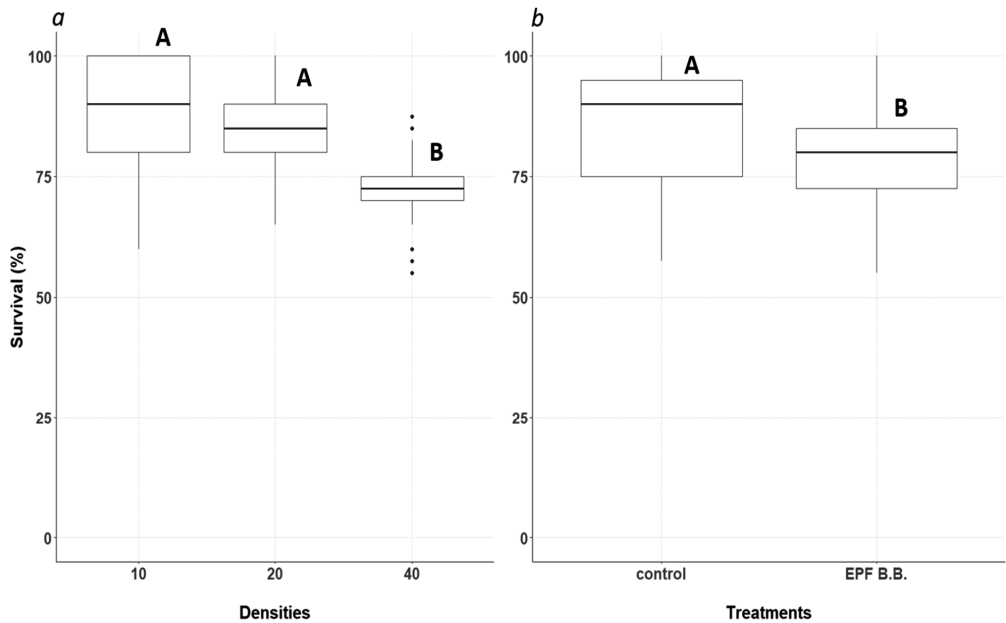 a
A
A
B
100
75
50
25
0
Survival (%)
10 20 40
Densities
b
A
B
100
75
50
25
0
control EPF B.B.
Treatments